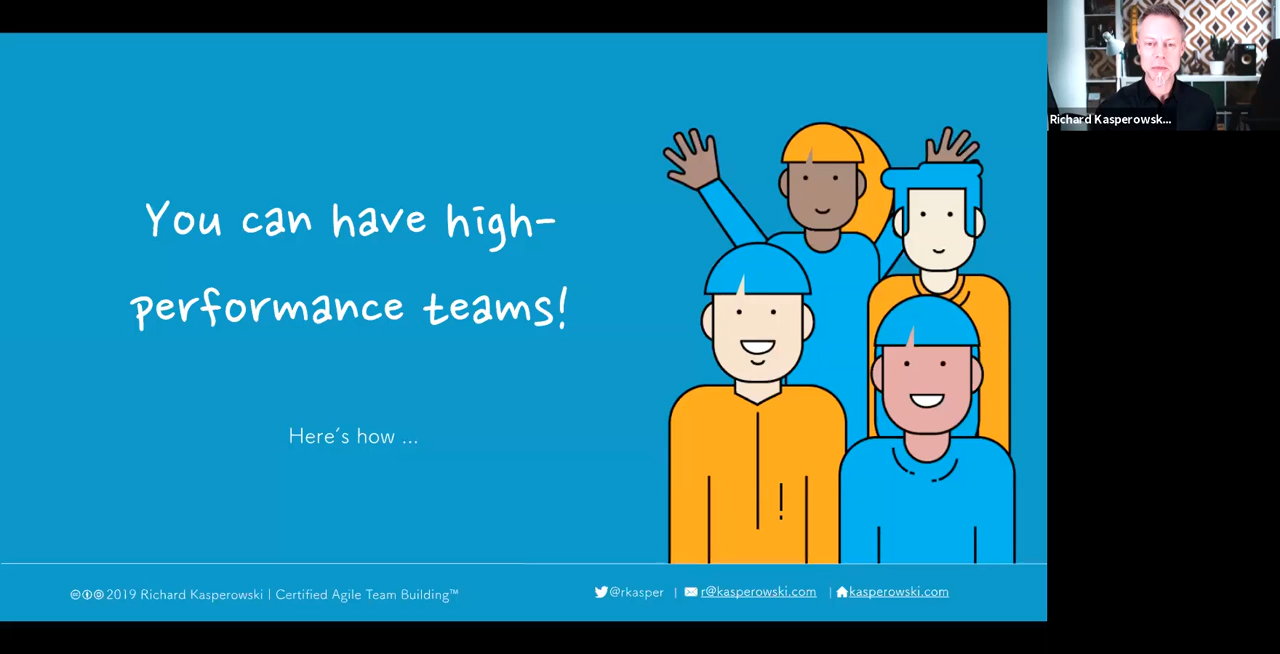 You can have high-
performance teams!
Here's how ...
2019 Richard Kasperowski | Certified Agile Team Building™
@rkasper | r@kasperowski.com | kasperowski.com
Richard Kasperowsk...